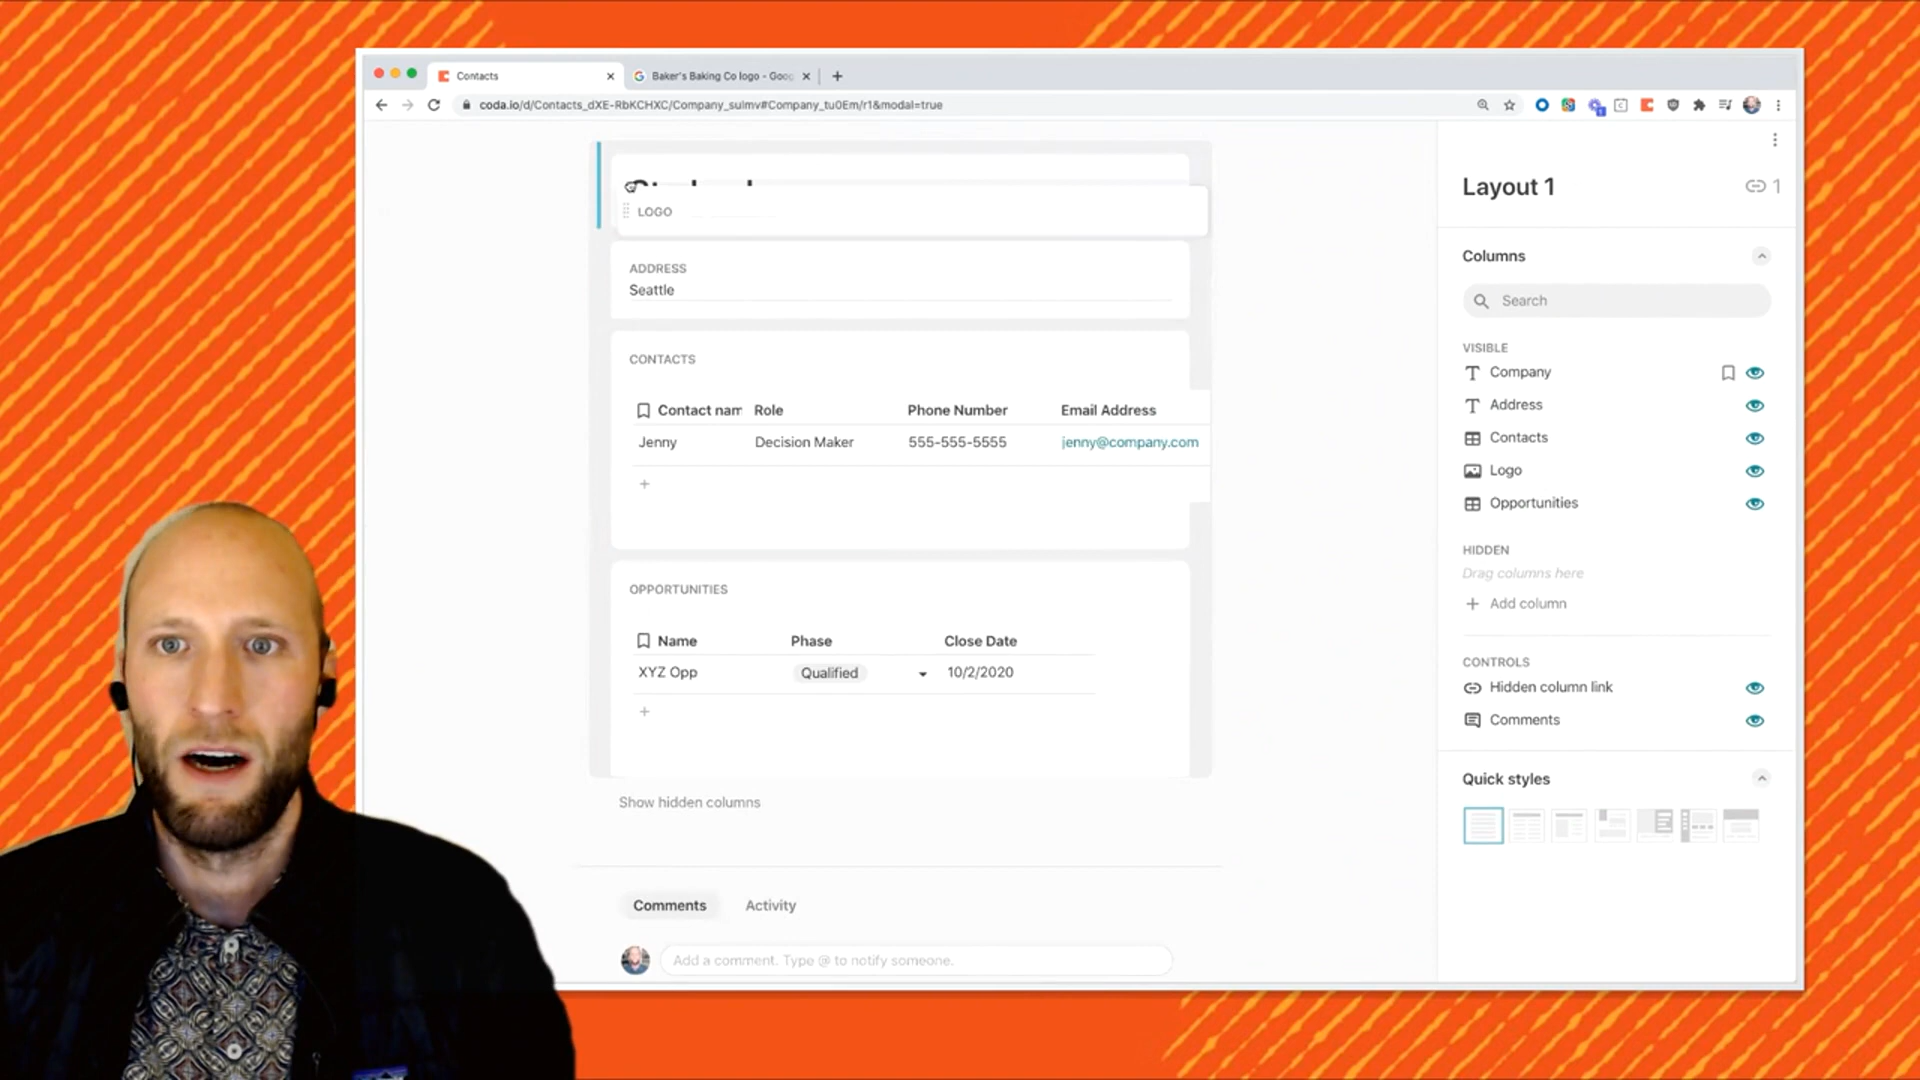 Contacts
Baker's Baking Co logo - Goog
coda.io/d/Contacts_dXE-RbKCHXC/Company_sulmv#Company_tu0Em/r1&modal=true
LOGO
ADDRESS
Seattle
CONTACTS
Contact nam Role Phone Number Email Address
Jenny Decision Maker 555-555-5555 jenny@company.com
OPPORTUNITIES
Name Phase Close Date
XYZ Opp Qualified 10/2/2020
Show hidden columns
Comments Activity
Add a comment. Type @ to notify someone.
Layout 1
1
Columns
Search
VISIBLE
Company
Address
Contacts
Logo
Opportunities
HIDDEN
Drag columns here
Add column
CONTROLS
Hidden column link
Comments
Quick styles